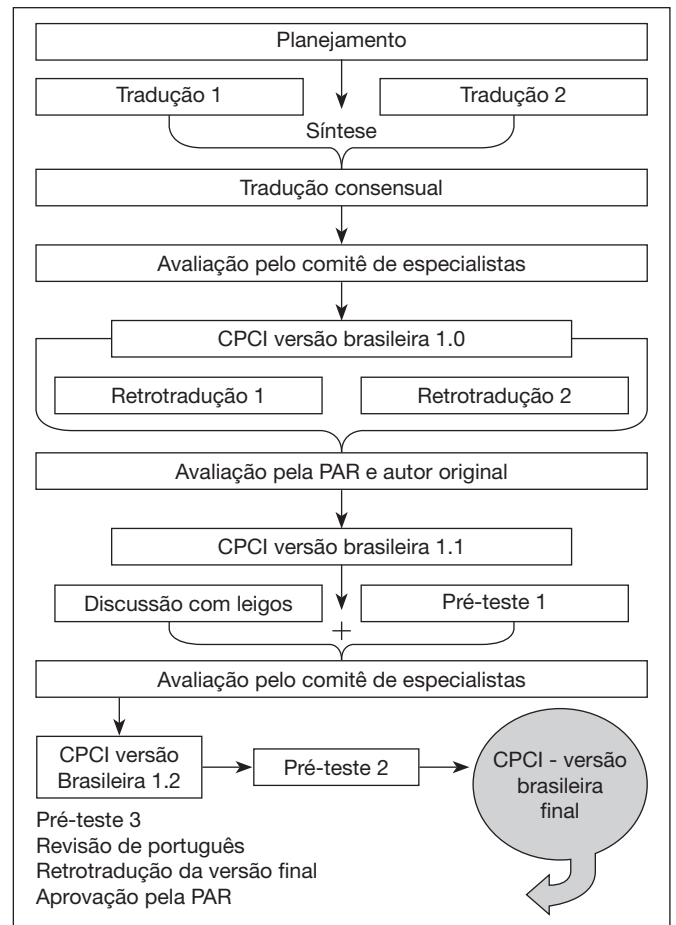 Planejamento
Tradução 1
Tradução 2
Síntese
Tradução consensual
Avaliação pelo comitê de especialistas
CPCI versão brasileira 1.0
Retrotradução 1
Retrotradução 2
Avaliação pela PAR e autor original
CPCI versão brasileira 1.1
Discussão com leigos
Pré-teste 1
+
Avaliação pelo comitê de especialistas
CPCI versão
Brasileira 1.2
Pré-teste 2
CPCI - versão
brasileira
final
Pré-teste 3
Revisão de português
Retrotradução da versão final
Aprovação pela PAR